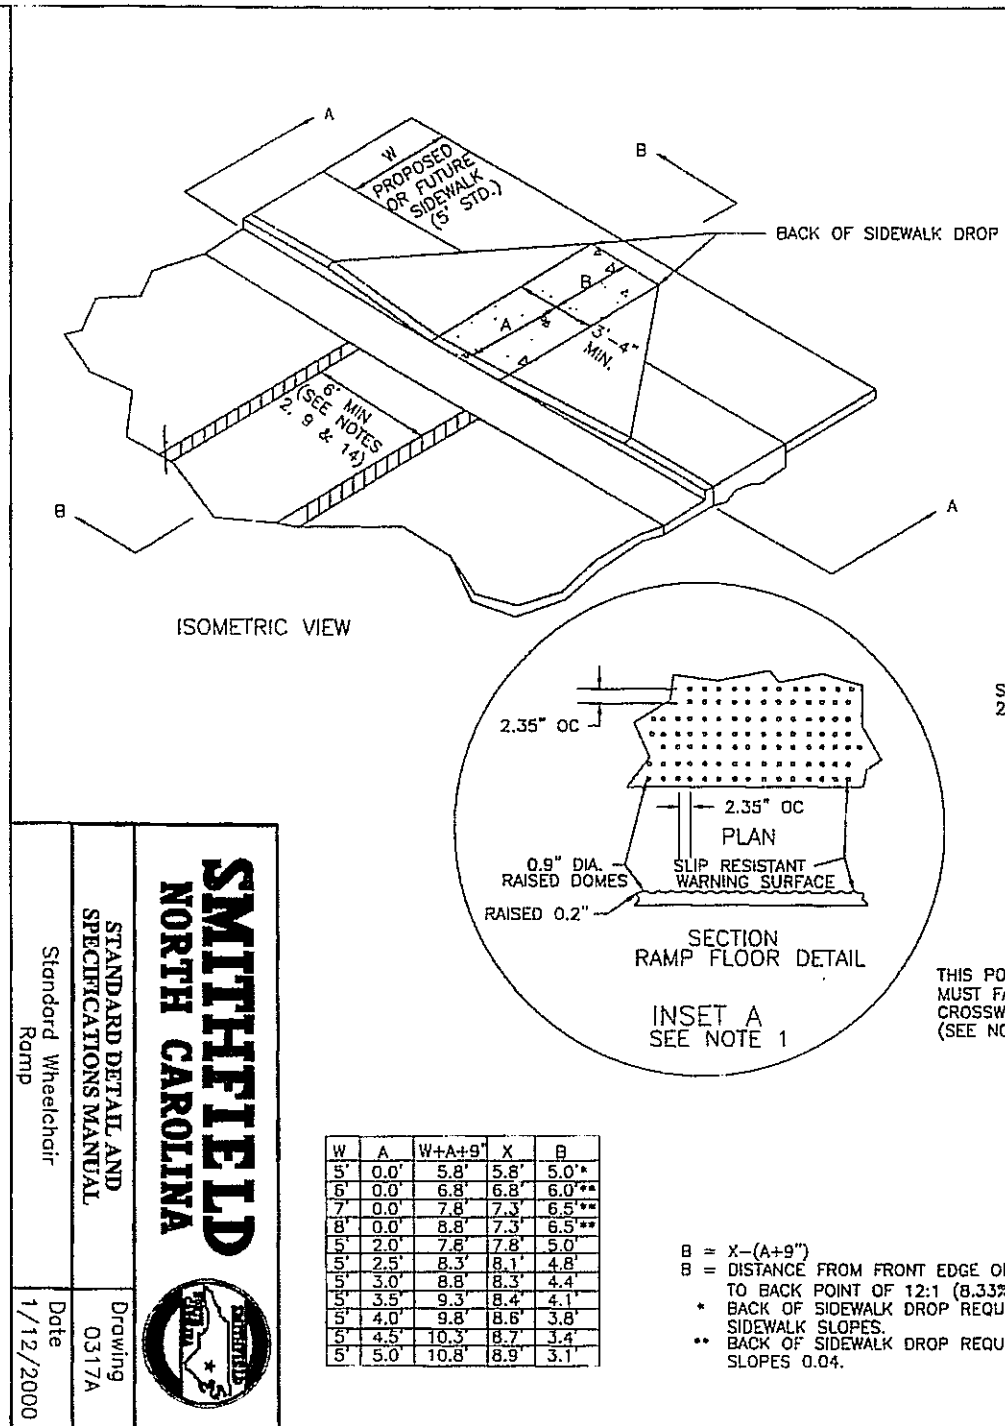 A
B
W
PROPOSED
OR FUTURE
SIDEWALK
(5' STD.)
BACK OF SIDEWALK DROP
B
A
3'-4"
MIN.
6' MIN
(SEE NOTES
2, 9 & 14)
B
A
ISOMETRIC VIEW
S
2
2.35" OC
2.35" OC
PLAN
0.9" DIA.
RAISED DOMES
SLIP RESISTANT
WARNING SURFACE
RAISED 0.2"
SECTION
RAMP FLOOR DETAIL
INSET A
SEE NOTE 1
THIS PO
MUST FA
CROSSW
(SEE NO
SMITHFIELD
NORTH CAROLINA
STANDARD DETAIL AND
SPECIFICATIONS MANUAL
Standard Wheelchair
Ramp
Drawing
0317A
Date
1/12/2000
W A W+A+9" X B
5' 0.0' 5.8' 5.8' 5.0'*
6' 0.0' 6.8' 6.8' 6.0'**
7' 0.0' 7.8' 7.3' 6.5'**
8' 0.0' 8.8' 7.3' 6.5'**
5' 2.0' 7.8' 7.8' 5.0'
5' 2.5' 8.3' 8.1' 4.8'
5' 3.0' 8.8' 8.3' 4.4'
5' 3.5' 9.3' 8.4' 4.1'
5' 4.0' 9.8' 8.6' 3.8'
5' 4.5' 10.3' 8.7' 3.4'
5' 5.0' 10.8' 8.9' 3.1'
B = X-(A+9")
B = DISTANCE FROM FRONT EDGE O
TO BACK POINT OF 12:1 (8.33%
* BACK OF SIDEWALK DROP REQU
SIDEWALK SLOPES.
** BACK OF SIDEWALK DROP REQU
SLOPES 0.04.